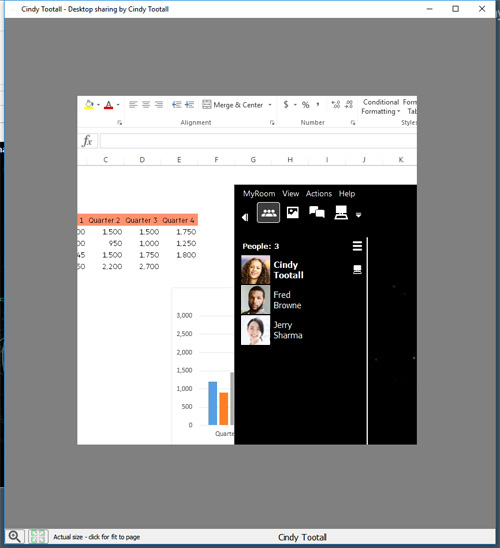 Cindy Tootall - Desktop sharing by Cindy Tootall
Merge & Center
$ % ,
Conditional
Formatting
Alignment
Number
Styles
fx
C D E F G H I J K
1 Quarter 2 Quarter 3 Quarter 4
00 1.500 1.500 1.750
00 950 1.000 1,250
45 1.500 1.750 1.800
50 2,200 2,700
MyRoom View Actions Help
People: 3
Cindy
Tootall
Fred
Browne
Jerry
Sharma
3,000
2,500
2,000
1,500
1,000
500
0
Quarte
Actual size - click for fit to page
Cindy Tootall